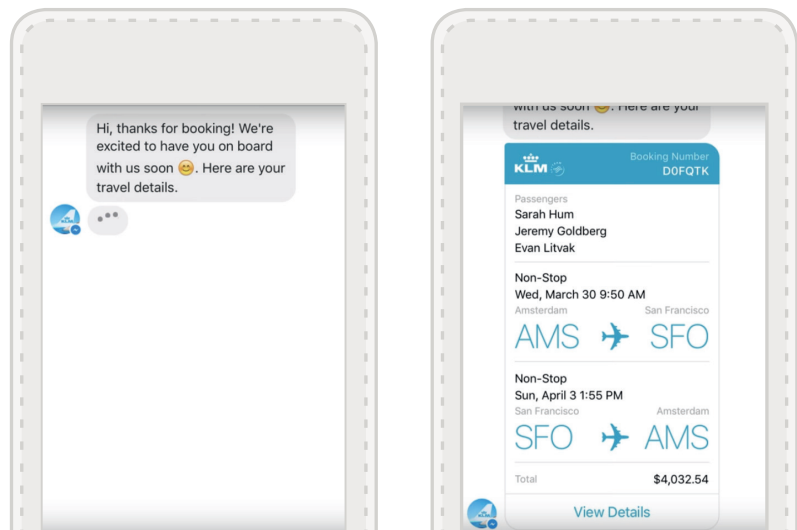 Hi, thanks for booking! We're
excited to have you on board
with us soon 😊. Here are your
travel details.
with us soon 😊. Here are your
travel details.
KLM
Booking Number
D0FQTK
Passengers
Sarah Hum
Jeremy Goldberg
Evan Litvak
Non-Stop
Wed, March 30 9:50 AM
Amsterdam San Francisco
AMS SFO
Non-Stop
Sun, April 3 1:55 PM
San Francisco Amsterdam
SFO AMS
Total $4,032.54
View Details